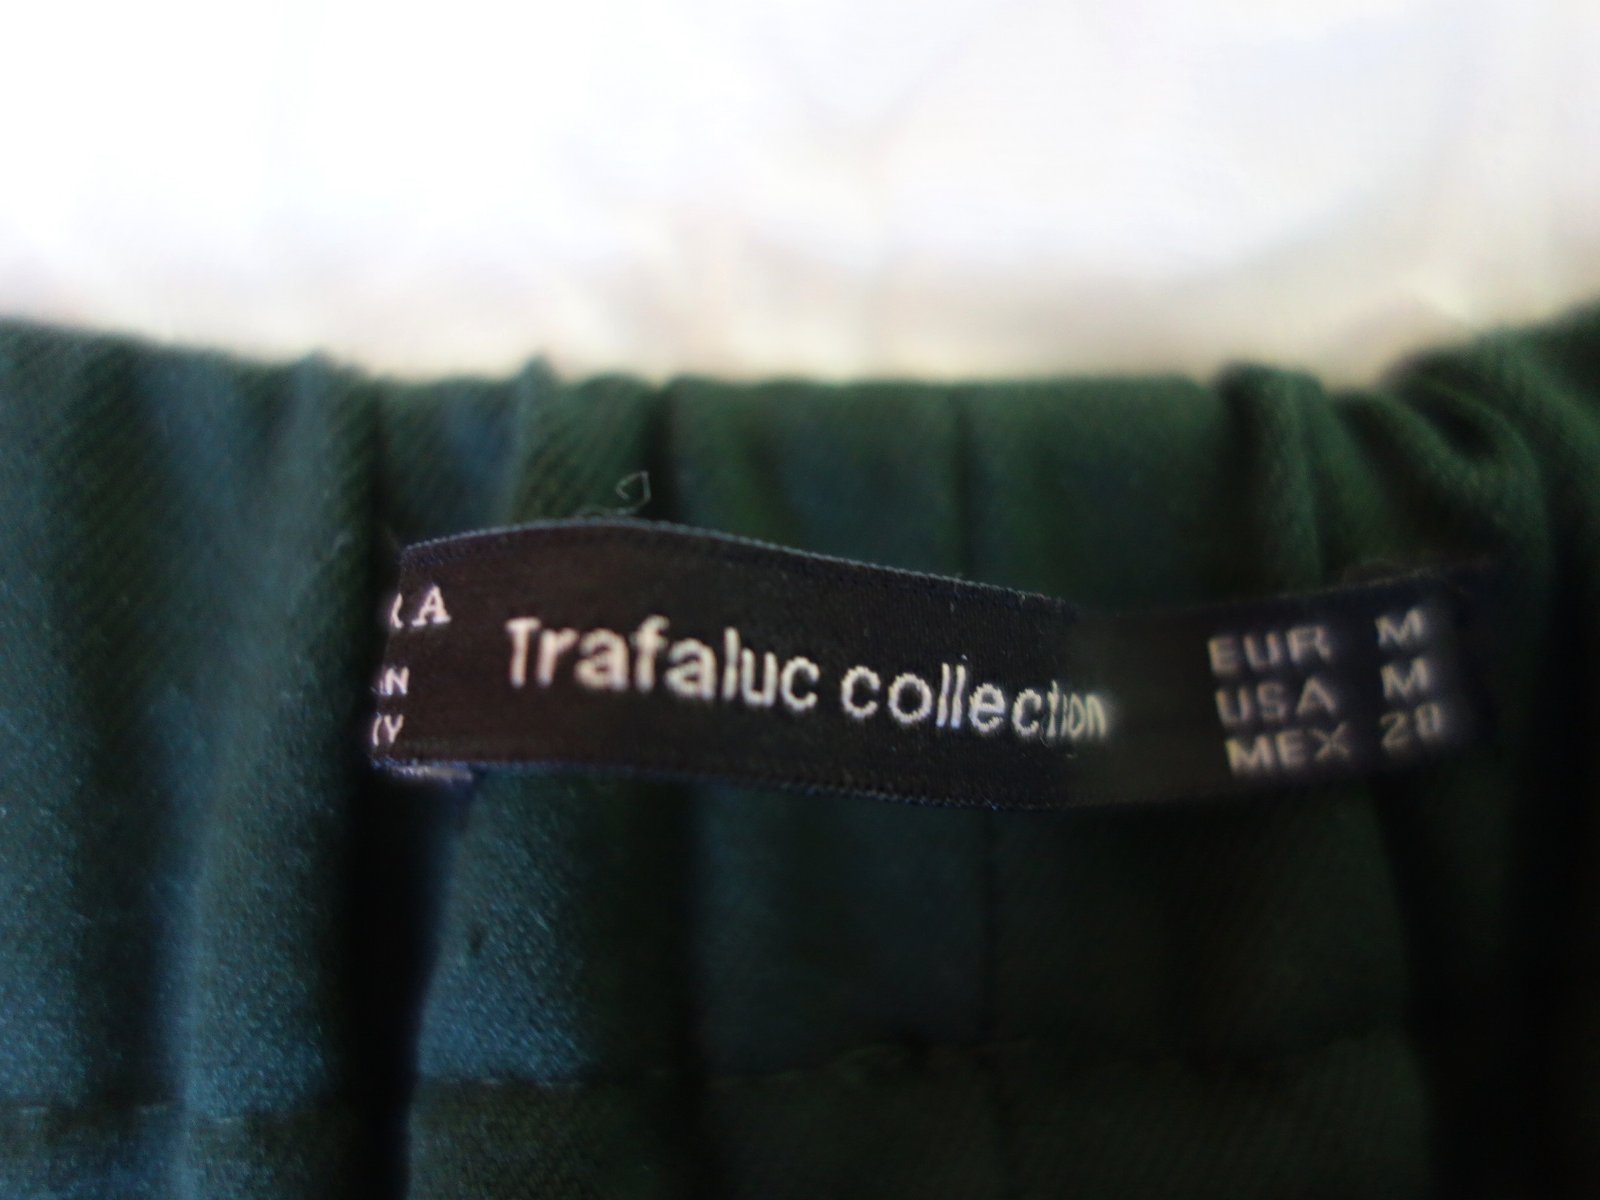 Trafaluc collection
EUR M
USA M
MEX 28